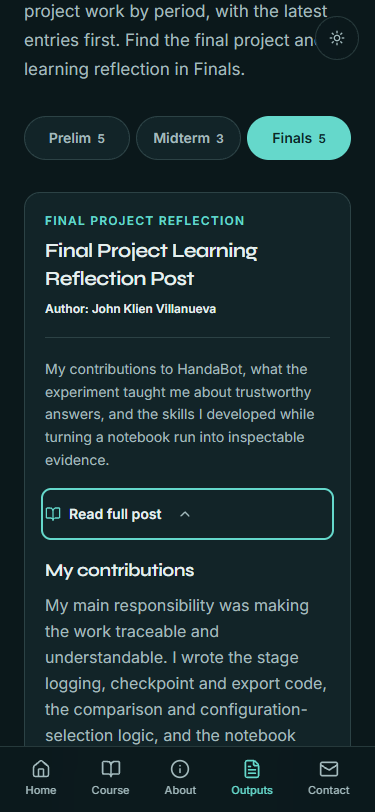 project work by period, with the latest
entries first. Find the final project an
learning reflection in Finals.
Prelim 5
Midterm 3
Finals 5
FINAL PROJECT REFLECTION
Final Project Learning
Reflection Post
Author: John Klien Villanueva
My contributions to HandaBot, what the
experiment taught me about trustworthy
answers, and the skills I developed while
turning a notebook run into inspectable
evidence.
Read full post
My contributions
My main responsibility was making
the work traceable and
understandable. I wrote the stage
logging, checkpoint and export code,
the comparison and configuration-
selection logic, and the notebook
Home
Course
About
Outputs
Contact